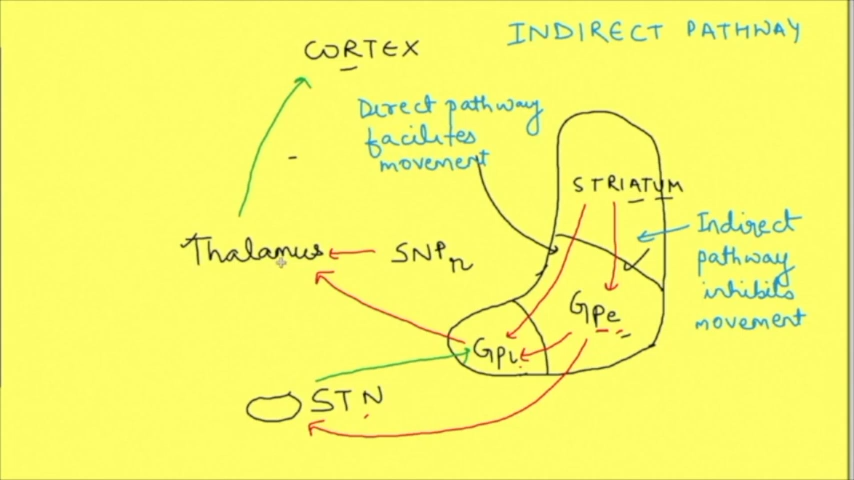 INDIRECT PATHWAY
CORTEX
Direct pathway
facilites
movement
STRIATUM
Thalamus
SNPr
Indirect
pathway
inhibits
movement
GPe
GPi
STN